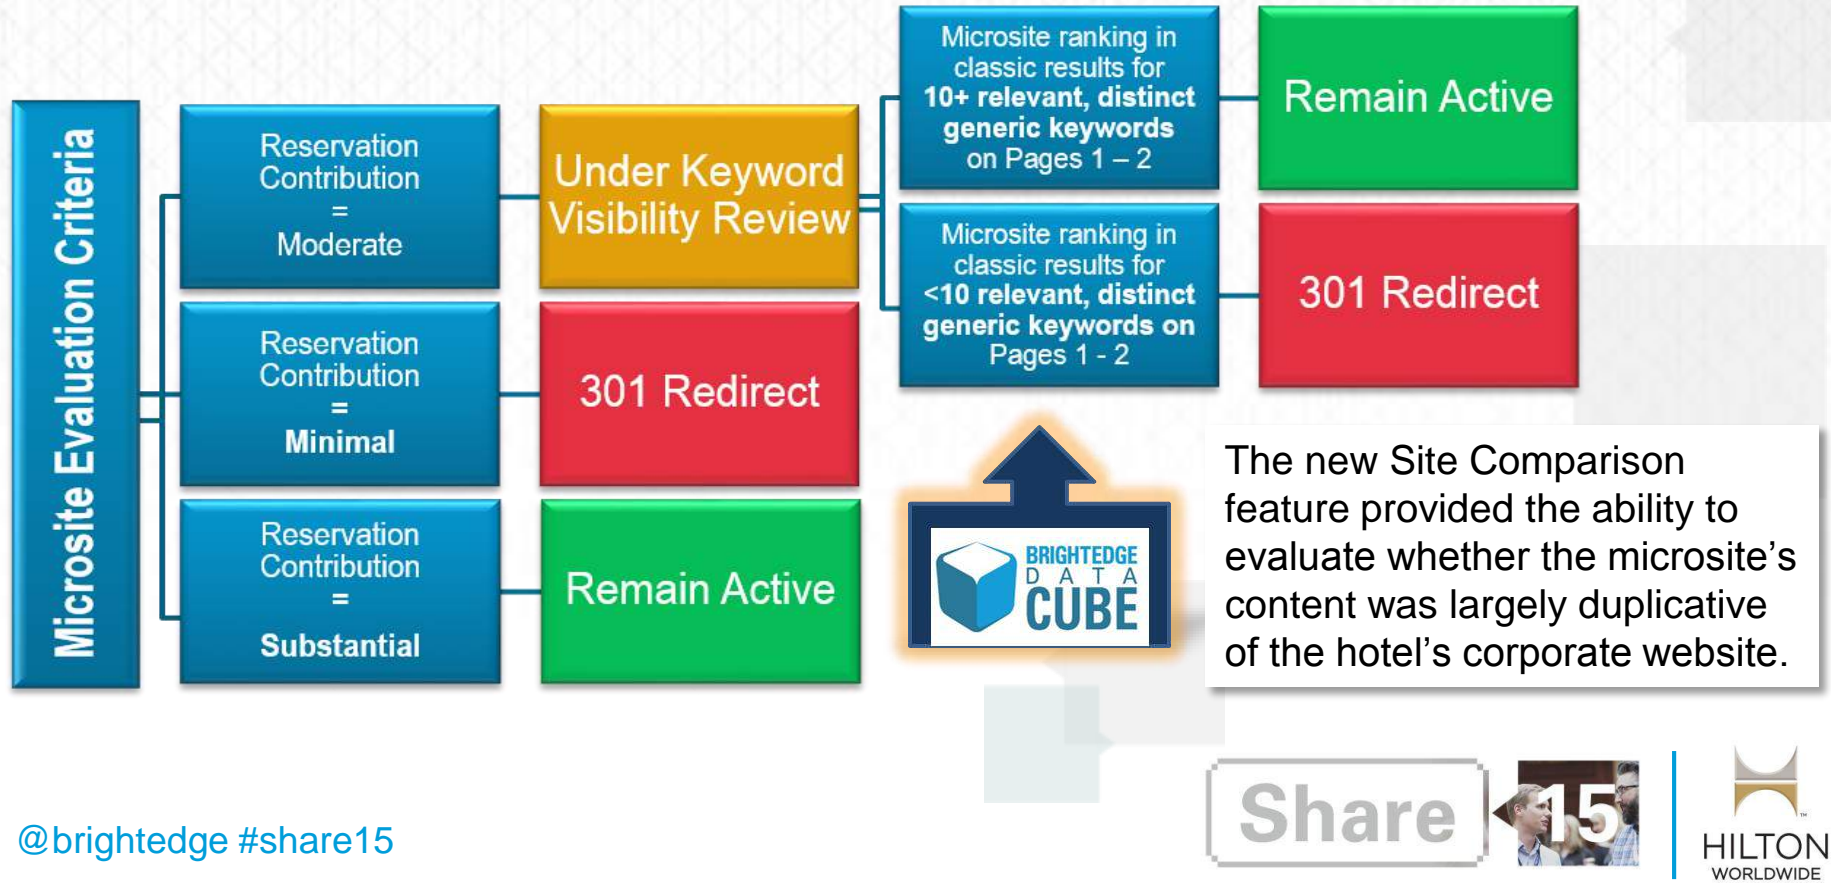 Microsite Evaluation Criteria
Reservation
Contribution
=
Moderate
Under Keyword
Visibility Review
Microsite ranking in
classic results for
10+ relevant, distinct
generic keywords
on Pages 1 – 2
Remain Active
Microsite ranking in
classic results for
<10 relevant, distinct
generic keywords on
Pages 1 - 2
301 Redirect
Reservation
Contribution
=
Minimal
301 Redirect
Reservation
Contribution
=
Substantial
Remain Active
BRIGHTEDGE
DATA
CUBE
The new Site Comparison
feature provided the ability to
evaluate whether the microsite’s
content was largely duplicative
of the hotel’s corporate website.
@brightedge #share15
Share 15
HILTON
WORLDWIDE